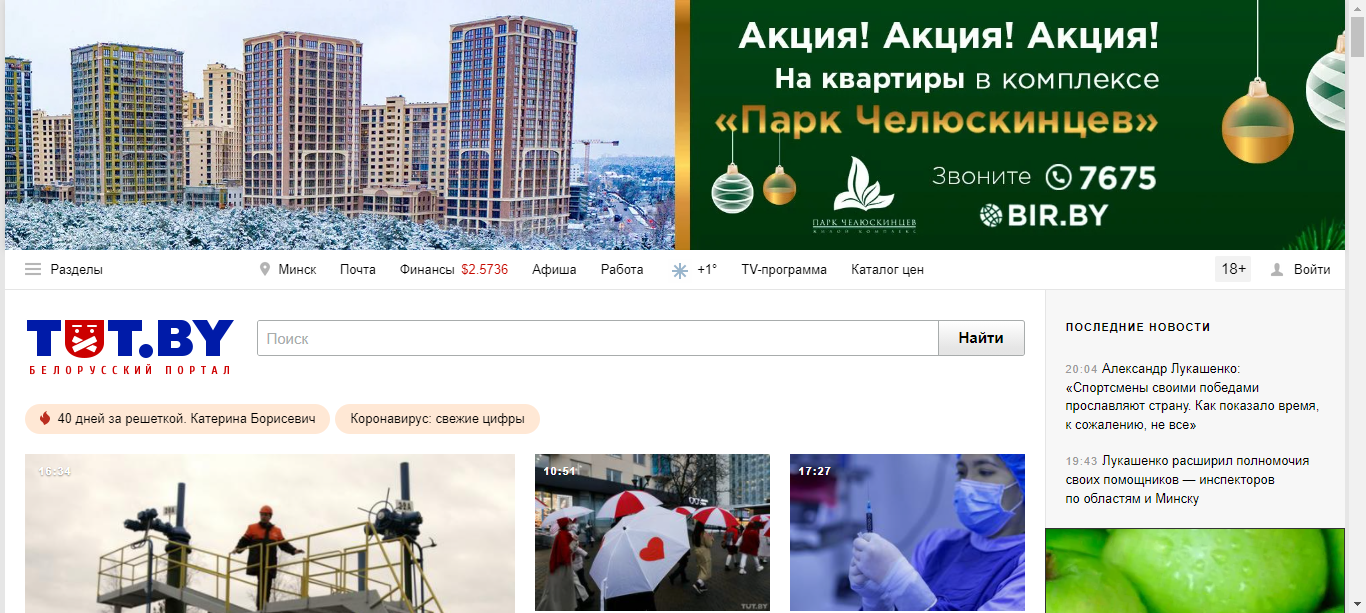 Акция! Акция! Акция!
На квартиры в комплексе
«Парк Челюскинцев»
ПАРК ЧЕЛЮСКИНЦЕВ
ЖИЛОЙ КОМПЛЕКС
Звоните 7675
BIR.BY
Разделы Минск Почта Финансы $2.5736 Афиша Работа +1° TV-программа Каталог цен 18+ Войти
TUT.BY
БЕЛОРУССКИЙ ПОРТАЛ
Поиск Найти
40 дней за решеткой. Катерина Борисевич Коронавирус: свежие цифры
16:34 10:51 17:27
TUT.BY
ПОСЛЕДНИЕ НОВОСТИ
20:04 Александр Лукашенко:
«Спортсмены своими победами
прославляют страну. Как показало время,
к сожалению, не все»
19:43 Лукашенко расширил полномочия
своих помощников — инспекторов
по областям и Минску